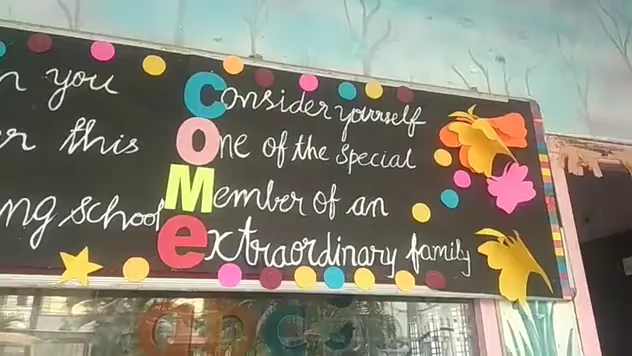 you
Consider yourself
this
One of the Special
Member of an
ng school
extraordinary family